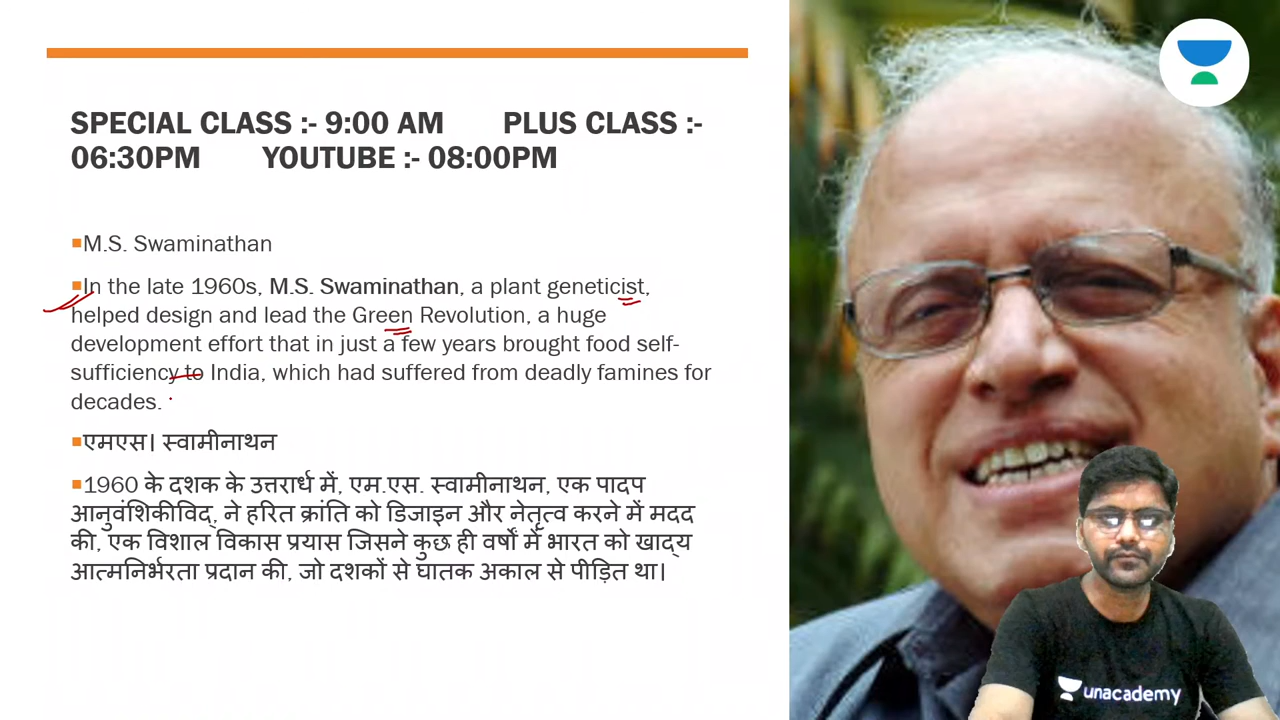 SPECIAL CLASS :- 9:00 AM PLUS CLASS :-
06:30PM YOUTUBE :- 08:00PM
M.S. Swaminathan
In the late 1960s, M.S. Swaminathan, a plant geneticist,
helped design and lead the Green Revolution, a huge
development effort that in just a few years brought food self-
sufficiency to India, which had suffered from deadly famines for
decades.
एमएस। स्वामीनाथन
1960 के दशक के उत्तरार्ध में, एम.एस. स्वामीनाथन, एक पादप
आनुवंशिकीविद्, ने हरित क्रांति को डिजाइन और नेतृत्व करने में मदद
की, एक विशाल विकास प्रयास जिसने कुछ ही वर्षों में भारत को खाद्य
आत्मनिर्भरता प्रदान की, जो दशकों से घातक अकाल से पीड़ित था।
unacademy